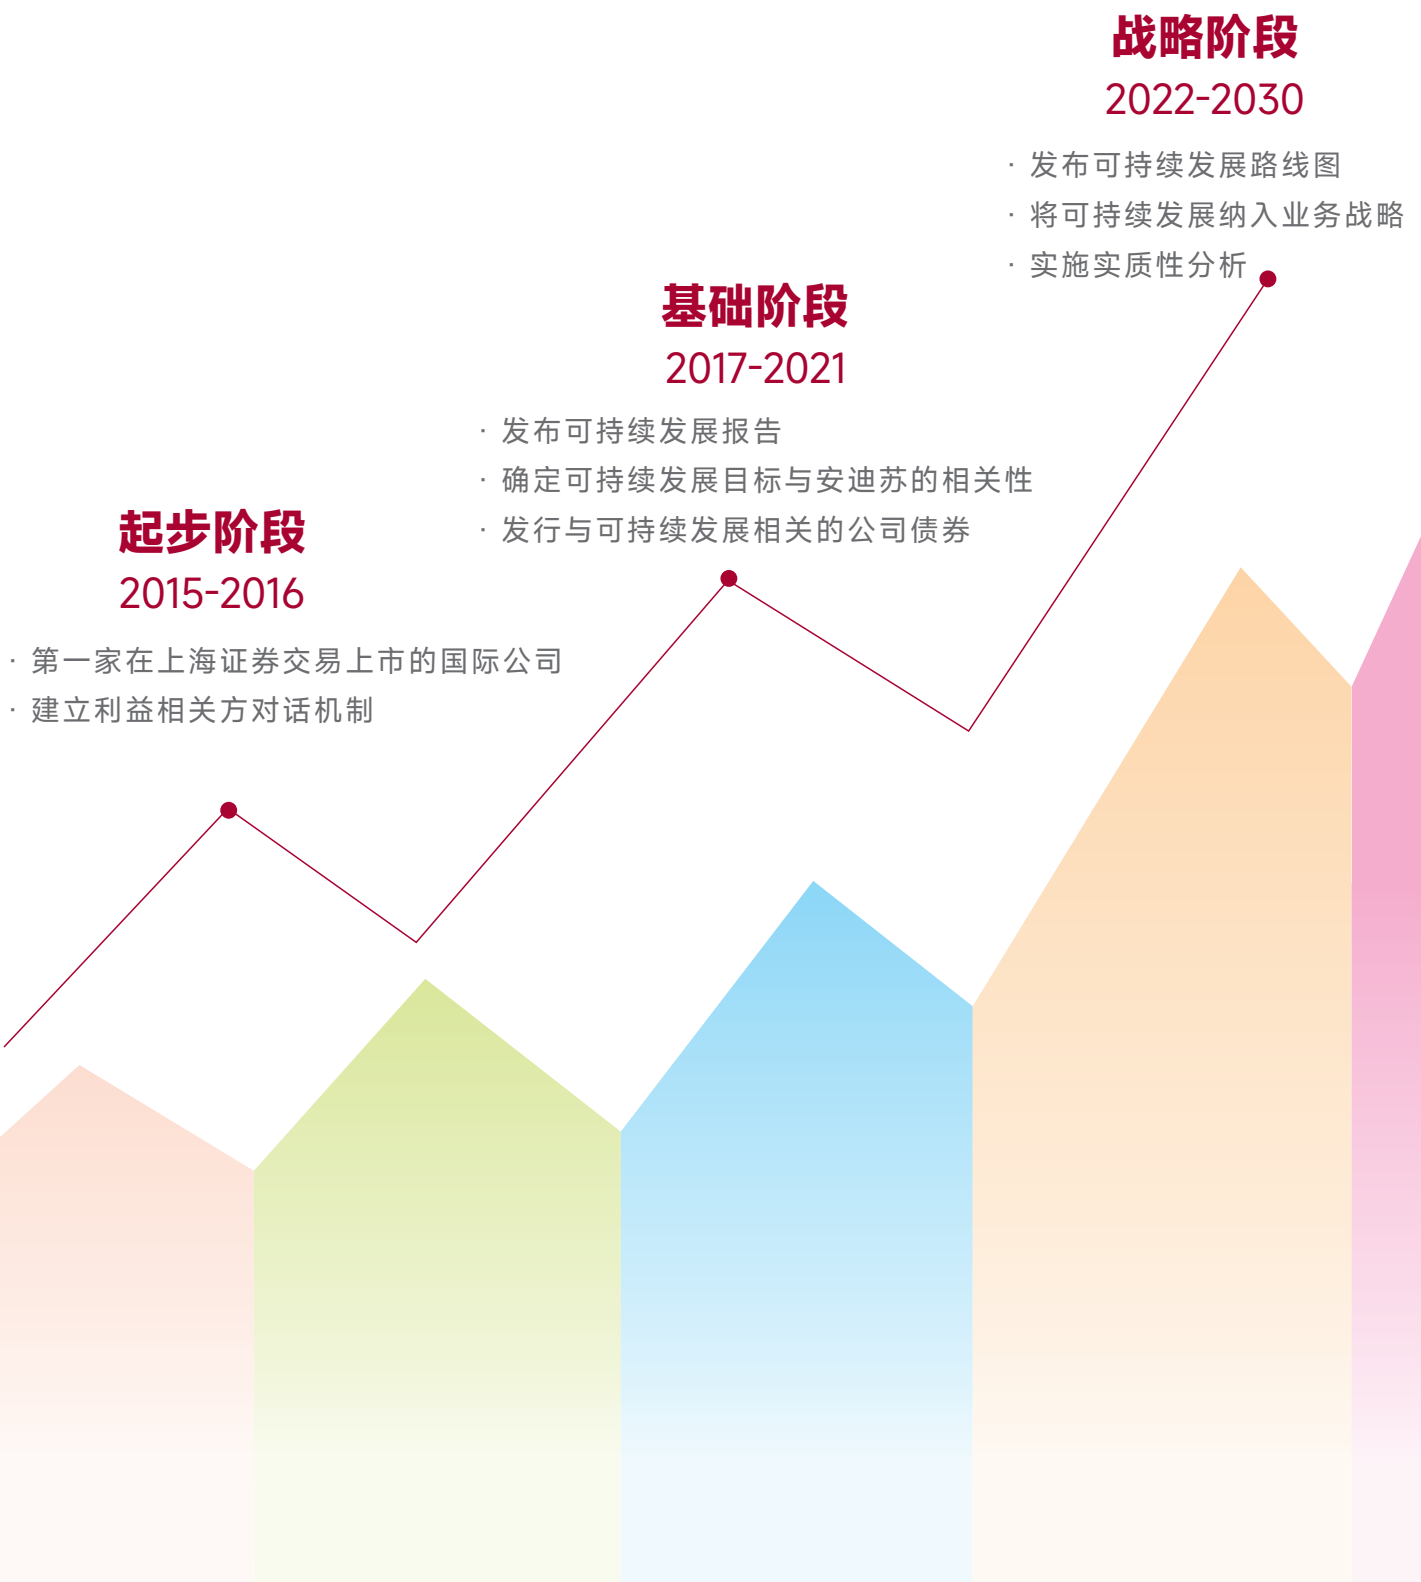 战略阶段
2022-2030
· 发布可持续发展路线图
· 将可持续发展纳入业务战略
· 实施实质性分析
基础阶段
2017-2021
· 发布可持续发展报告
· 确定可持续发展目标与安迪苏的相关性
· 发行与可持续发展相关的公司债券
起步阶段
2015-2016
· 第一家在上海证券交易上市的国际公司
· 建立利益相关方对话机制